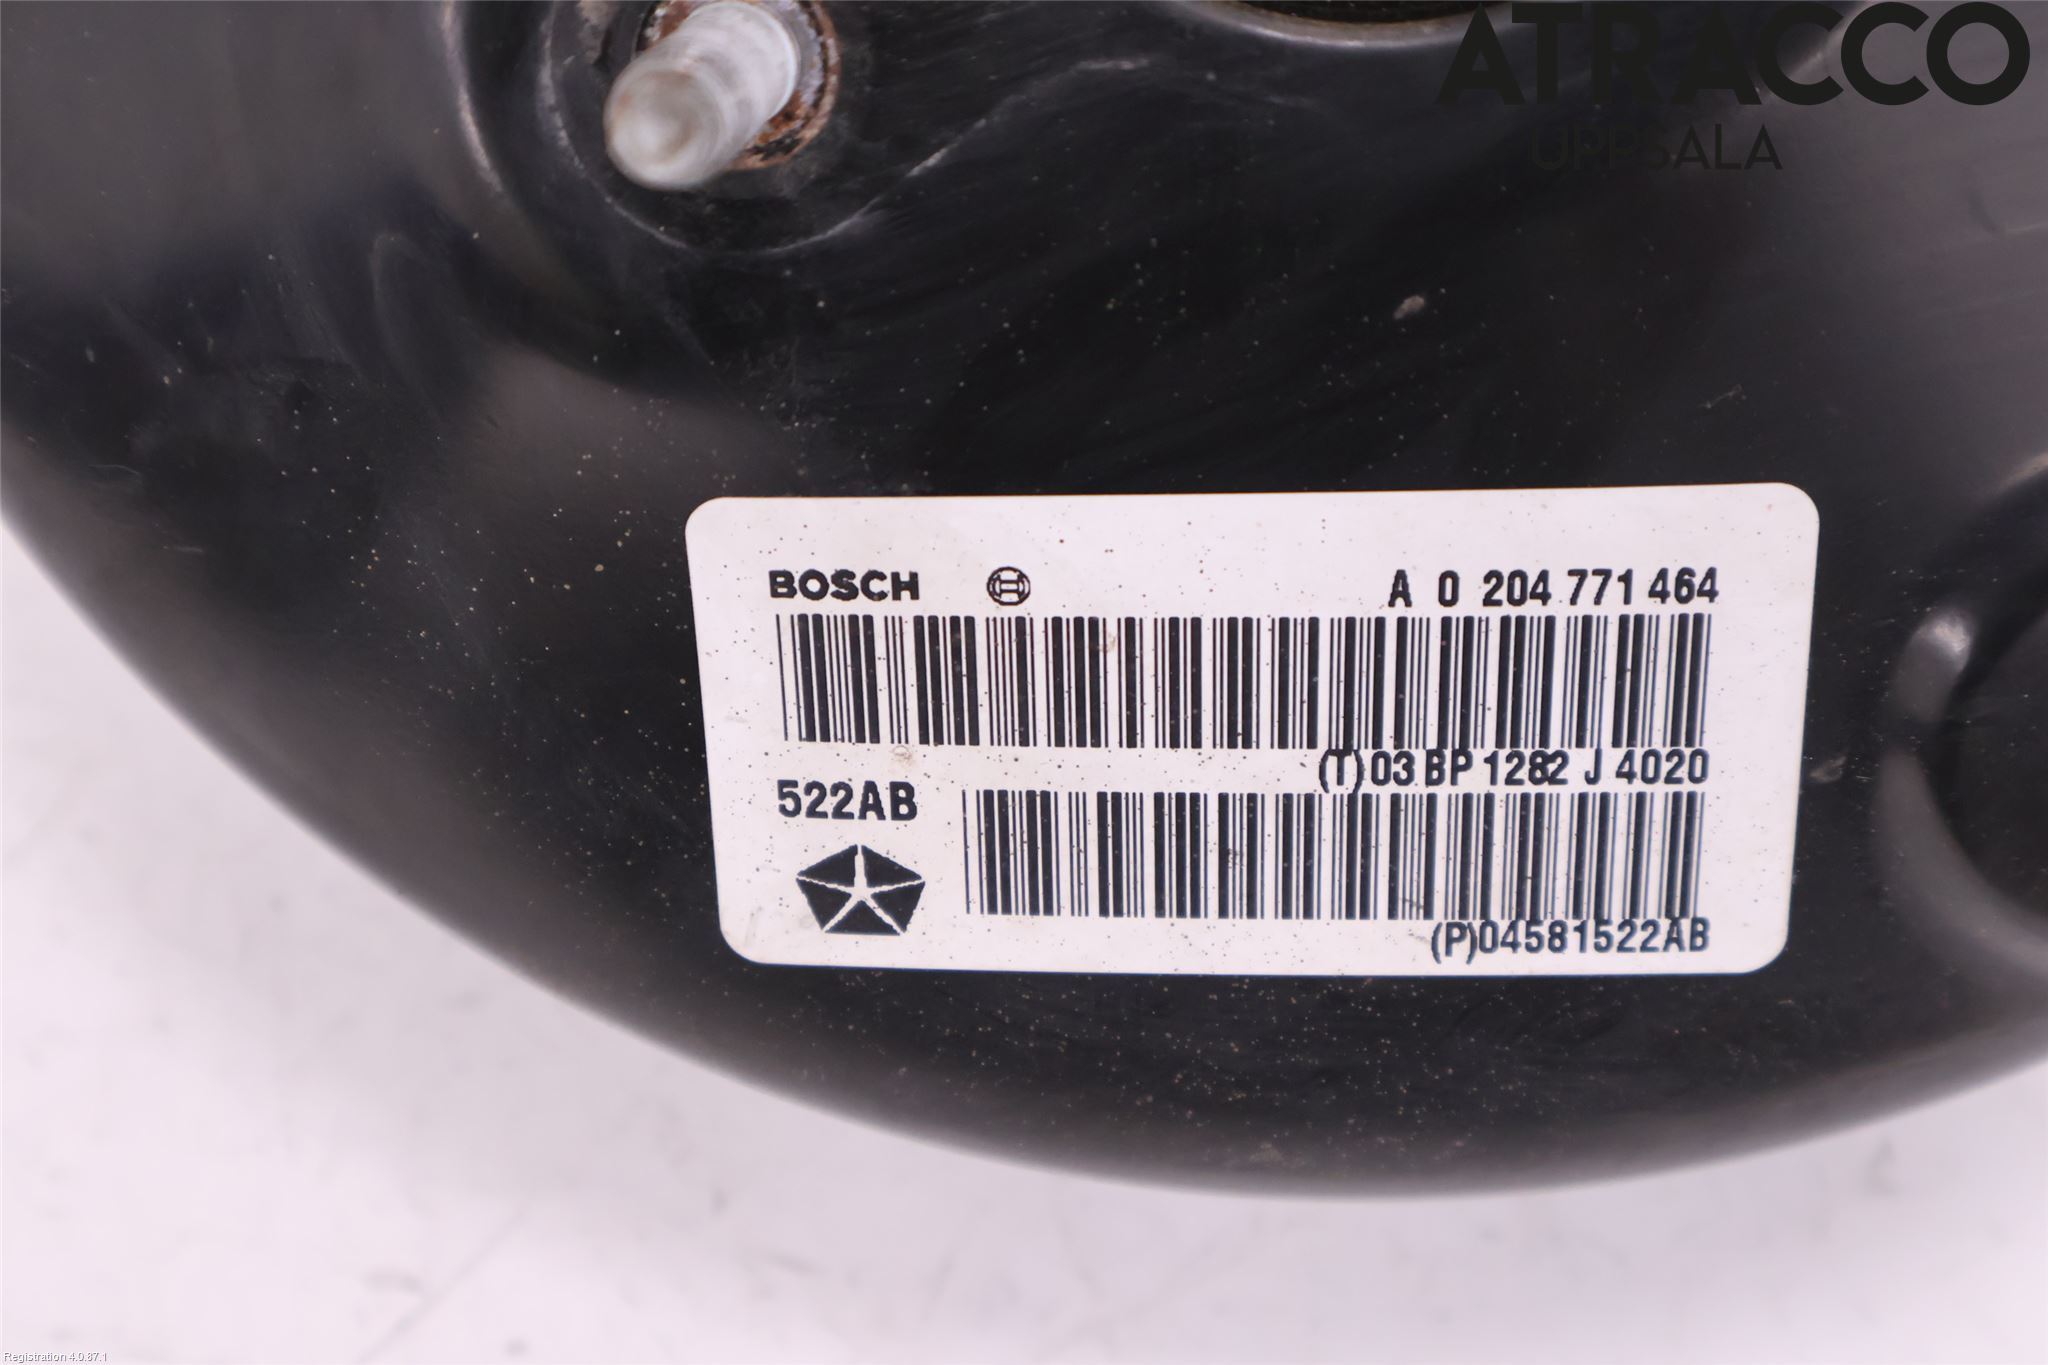 ATRACCO
UPPSALA
BOSCH A 0 204 771 464
(T)03 BP 1282 J 4020
522AB
(P)04581522AB
Registration 4.0.87.1